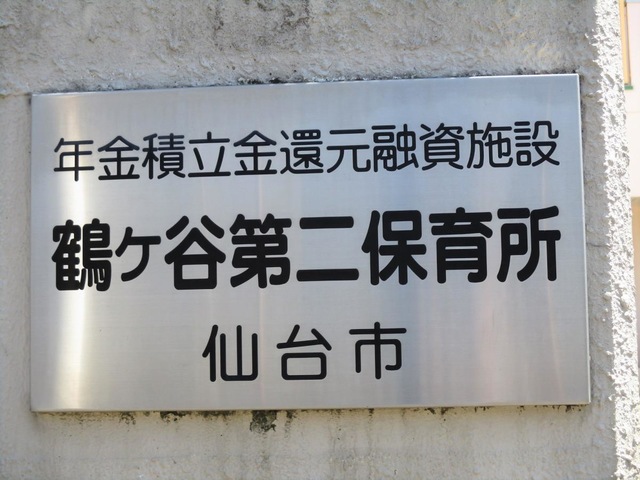 年金積立金還元融資施設
鶴ケ谷第二保育所
仙台市